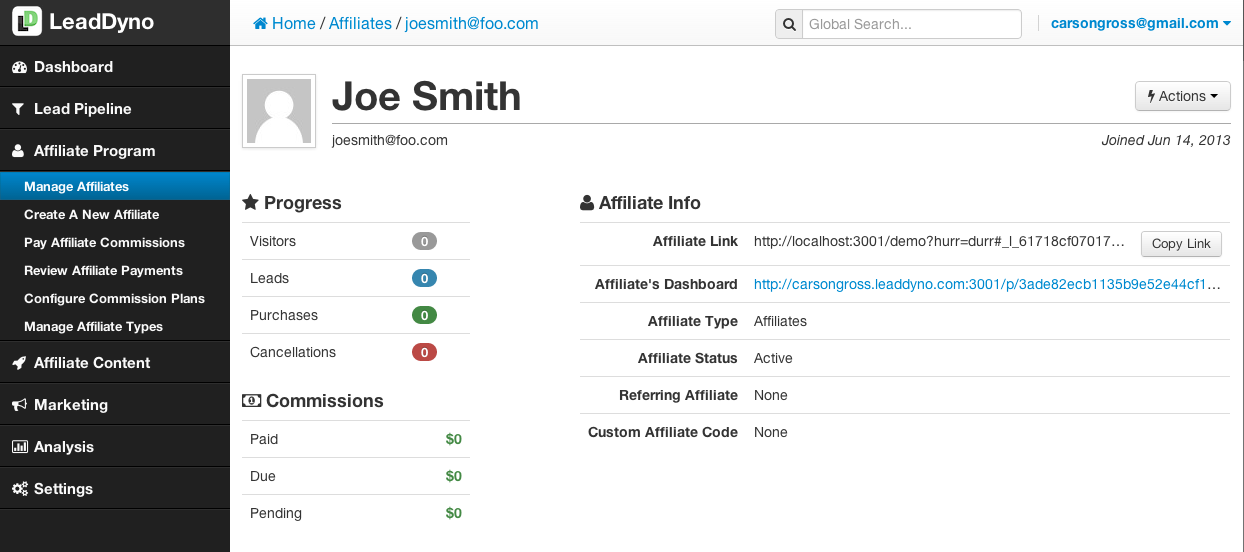 LeadDyno
Home / Affiliates / joesmith@foo.com
Global Search...
carsongross@gmail.com
Dashboard
Lead Pipeline
Affiliate Program
Manage Affiliates
Create A New Affiliate
Pay Affiliate Commissions
Review Affiliate Payments
Configure Commission Plans
Manage Affiliate Types
Affiliate Content
Marketing
Analysis
Settings
Joe Smith
Actions
joesmith@foo.com
Joined Jun 14, 2013
Progress
Visitors 0
Leads 0
Purchases 0
Cancellations 0
Commissions
Paid $0
Due $0
Pending $0
Affiliate Info
Affiliate Link http://localhost:3001/demo?hurr=durr#_l_61718cf07017... Copy Link
Affiliate's Dashboard http://carsongross.leaddyno.com:3001/p/3ade82ecb1135b9e52e44cf1...
Affiliate Type Affiliates
Affiliate Status Active
Referring Affiliate None
Custom Affiliate Code None